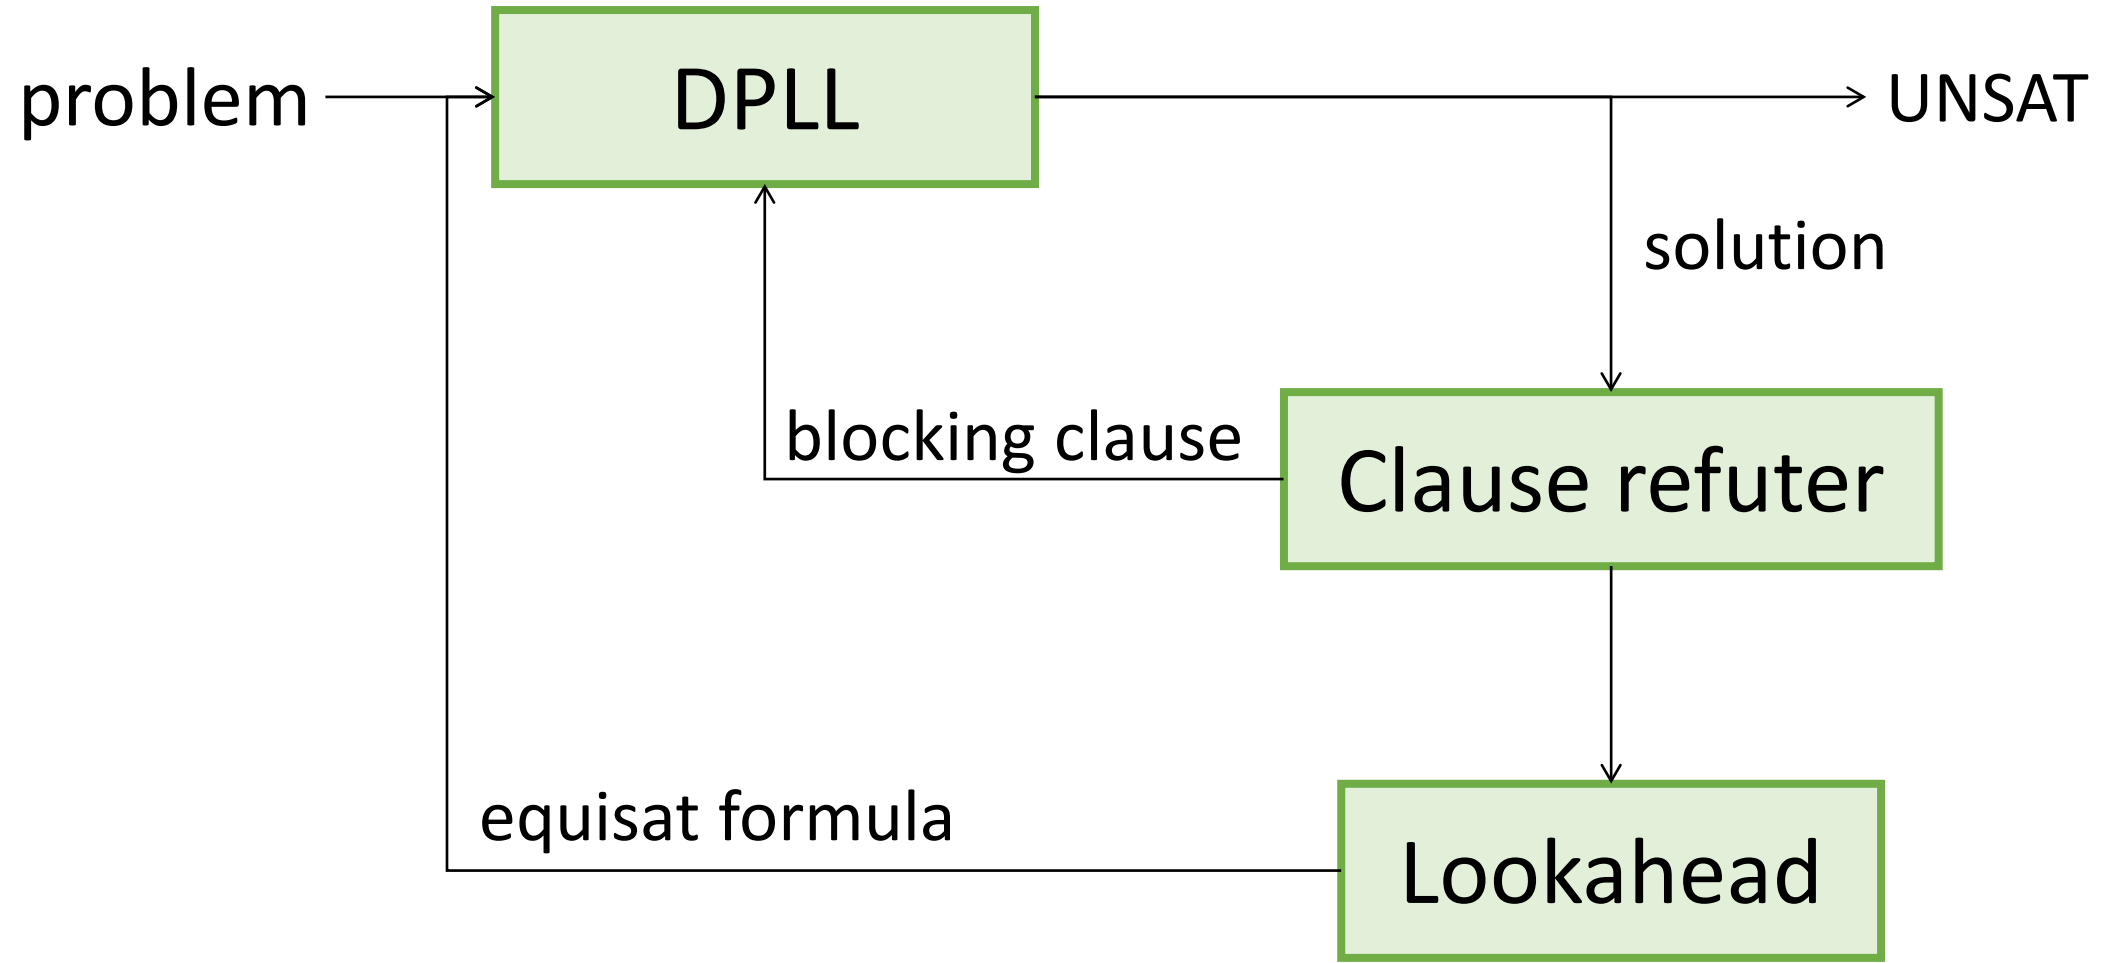 problem
DPLL
UNSAT
solution
blocking clause
Clause refuter
equisat formula
Lookahead